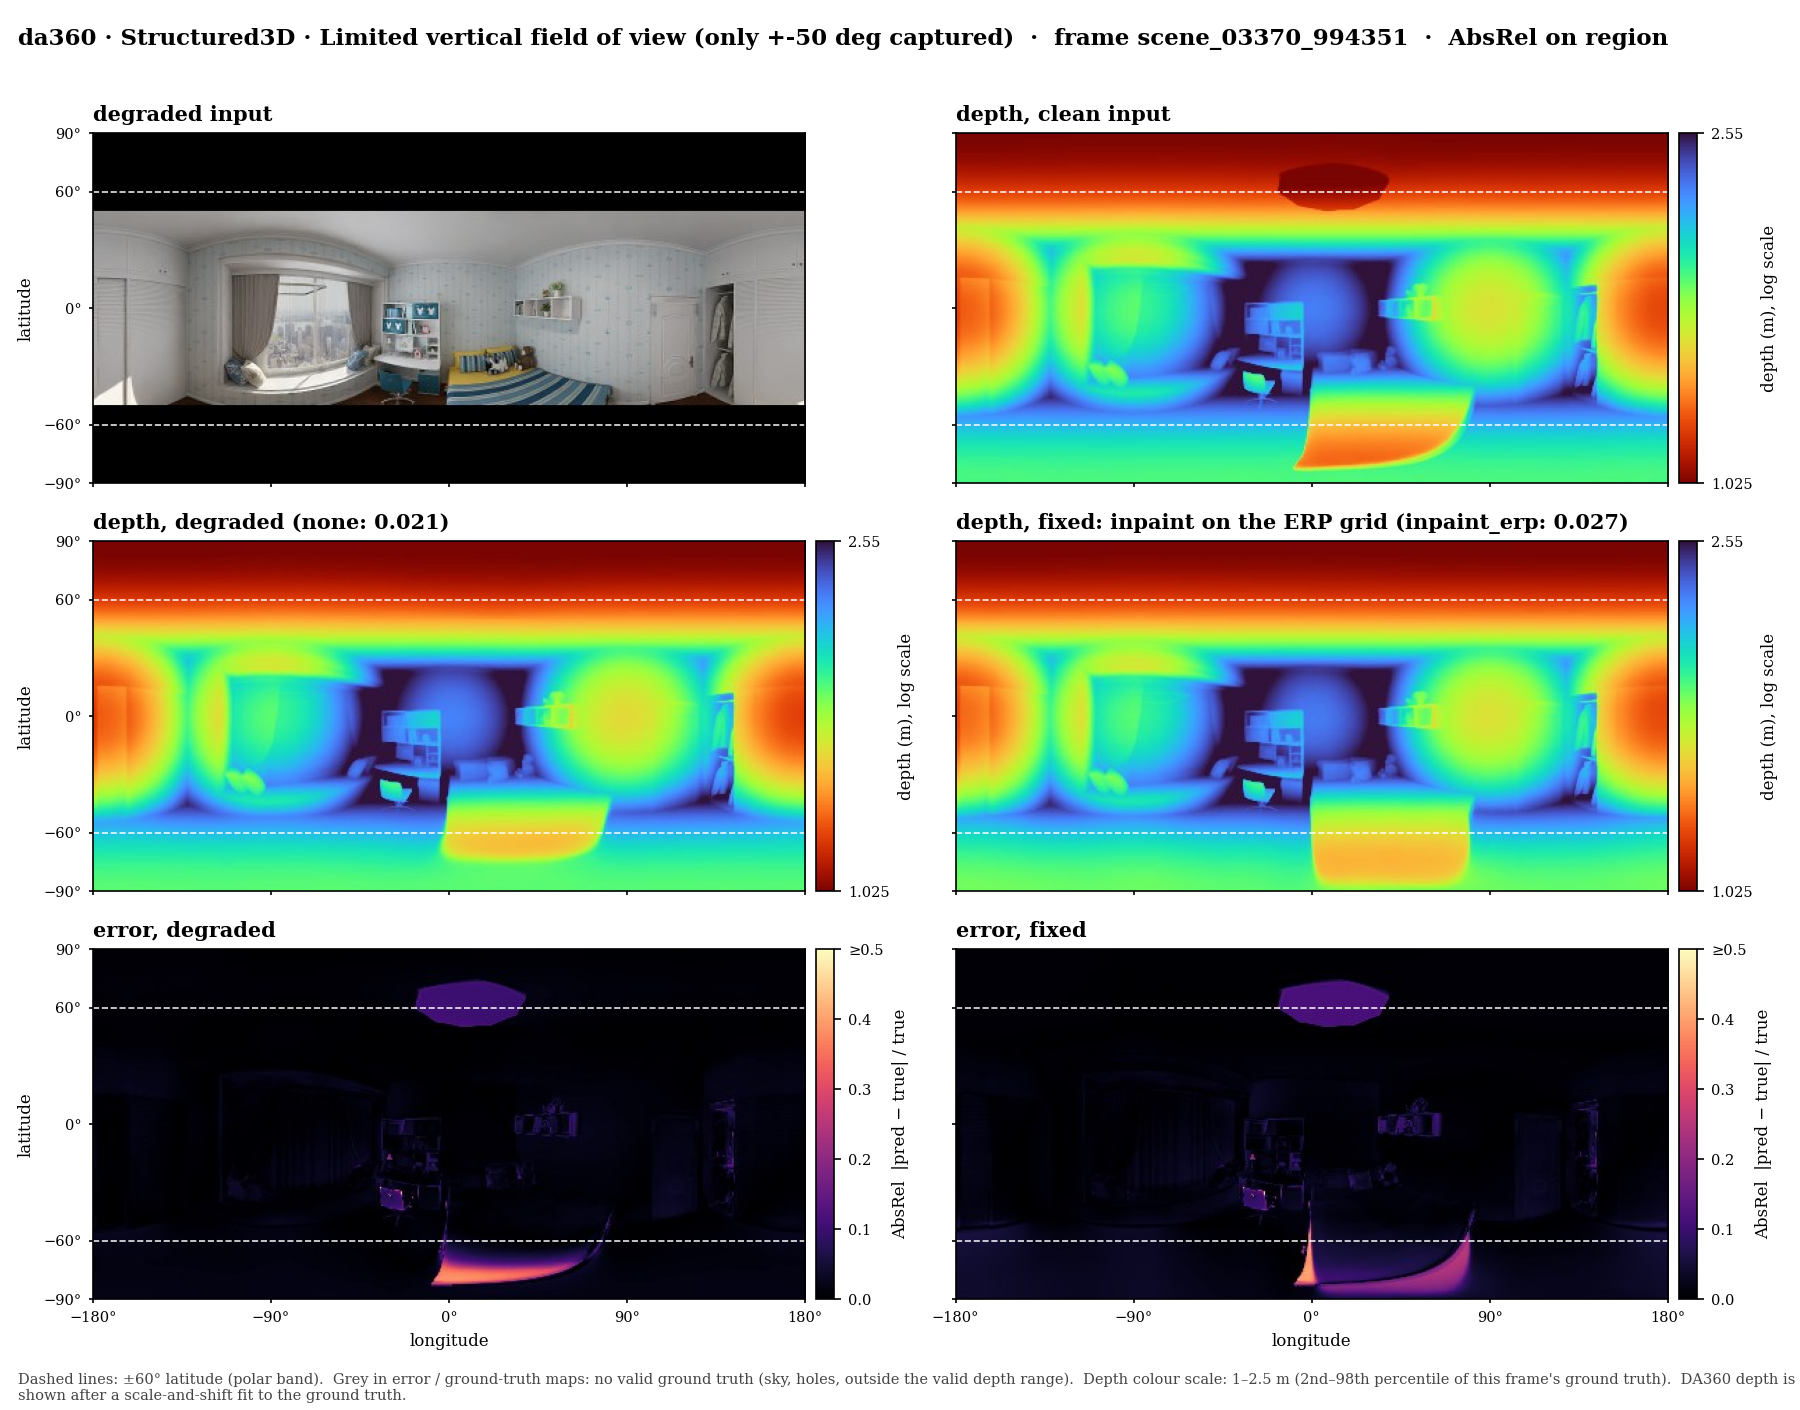 da360 · Structured3D · Limited vertical field of view (only +-50 deg captured)  ·  frame scene_03370_994351  ·  AbsRel on region
degraded input
90°
60°
0°
−60°
−90°
latitude
depth, clean input
2.55
1.025
depth (m), log scale
depth, degraded (none: 0.021)
90°
60°
0°
−60°
−90°
latitude
2.55
1.025
depth (m), log scale
depth, fixed: inpaint on the ERP grid (inpaint_erp: 0.027)
2.55
1.025
depth (m), log scale
error, degraded
90°
60°
0°
−60°
−90°
latitude
−180°
−90°
0°
90°
180°
longitude
≥0.5
0.4
0.3
0.2
0.1
0.0
AbsRel  |pred − true| / true
error, fixed
−180°
−90°
0°
90°
180°
longitude
≥0.5
0.4
0.3
0.2
0.1
0.0
AbsRel  |pred − true| / true
Dashed lines: ±60° latitude (polar band).  Grey in error / ground-truth maps: no valid ground truth (sky, holes, outside the valid depth range).  Depth colour scale: 1–2.5 m (2nd–98th percentile of this frame's ground truth).  DA360 depth is
shown after a scale-and-shift fit to the ground truth.